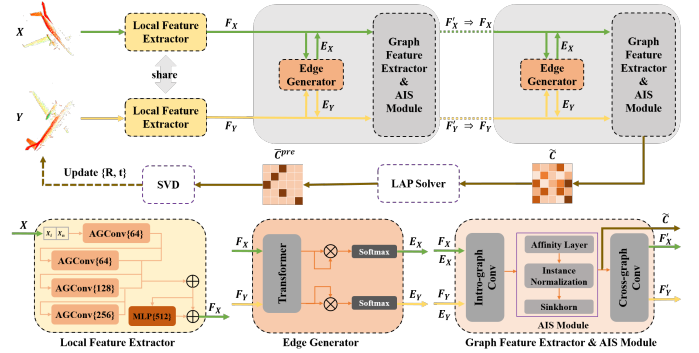 X
Local Feature
Extractor
F_X
E_X
Edge
Generator
E_Y
Graph
Feature
Extractor
&
AIS
Module
F'_X ⇒ F_X
E_X
Edge
Generator
E_Y
Graph
Feature
Extractor
&
AIS
Module
share
Y
Local Feature
Extractor
F_Y
F'_Y ⇒ F_Y
Update {R, t}
SVD
C̅^pre
LAP Solver
C̃
X
x_i x_m
AGConv{64}
AGConv{64}
AGConv{128}
AGConv{256}
MLP{512}
F_X
Local Feature Extractor
F_X
F_Y
Transformer
Softmax
Softmax
E_X
E_Y
Edge Generator
F_X
E_X
F_Y
E_Y
Intro-graph
Conv
Affinity Layer
Instance
Normalization
Sinkhorn
AIS Module
Cross-graph
Conv
C̃
F'_X
F'_Y
Graph Feature Extractor & AIS Module